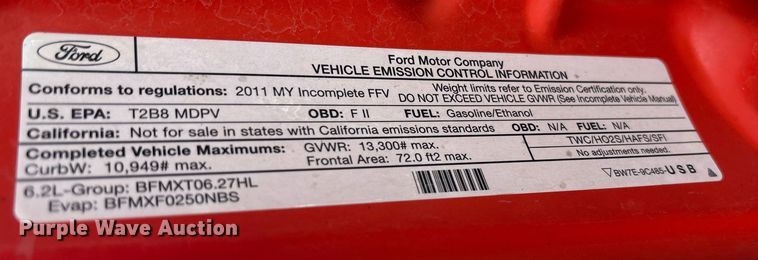 Ford
Ford Motor Company
VEHICLE EMISSION CONTROL INFORMATION
Conforms to regulations: 2011 MY Incomplete FFV
Weight limits refer to Emission Certification only.
DO NOT EXCEED VEHICLE GVWR (See Incomplete Vehicle Manual)
U.S. EPA: T2B8 MDPV OBD: F II FUEL: Gasoline/Ethanol
California: Not for sale in states with California emissions standards OBD: N/A FUEL: N/A
Completed Vehicle Maximums: GVWR: 13,300# max.
CurbW: 10,949# max. Frontal Area: 72.0 ft2 max.
TWC/HO2S/HAFS/SFI
No adjustments needed.
6.2L-Group: BFMXT06.27HL
Evap: BFMXF0250NBS
BW7E-9C485-USB
Purple Wave Auction